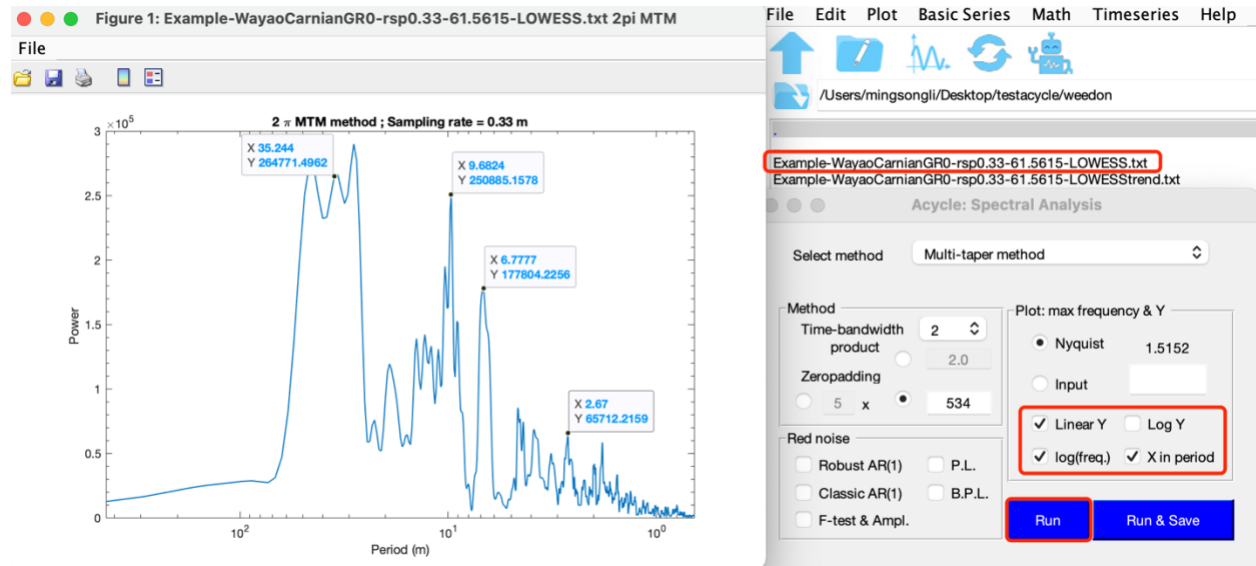 Figure 1: Example-WayaoCarnianGR0-rsp0.33-61.5615-LOWESS.txt 2pi MTM
File
2 π MTM method ; Sampling rate = 0.33 m
×10^5
3
2.5
2
1.5
1
0.5
0
Power
X 35.244
Y 264771.4962
X 9.6824
Y 250885.1578
X 6.7777
Y 177804.2256
X 2.67
Y 65712.2159
10^2 10^1 10^0
Period (m)
File Edit Plot Basic Series Math Timeseries Help
/Users/mingsongli/Desktop/testacycle/weedon
.
Example-WayaoCarnianGR0-rsp0.33-61.5615-LOWESS.txt
Example-WayaoCarnianGR0-rsp0.33-61.5615-LOWESStrend.txt
Acycle: Spectral Analysis
Select method Multi-taper method
Method
Time-bandwidth product 2
2.0
Zeropadding
5 x 534
Red noise
Robust AR(1) P.L.
Classic AR(1) B.P.L.
F-test & Ampl.
Plot: max frequency & Y
Nyquist 1.5152
Input
Linear Y Log Y
log(freq.) X in period
Run Run & Save